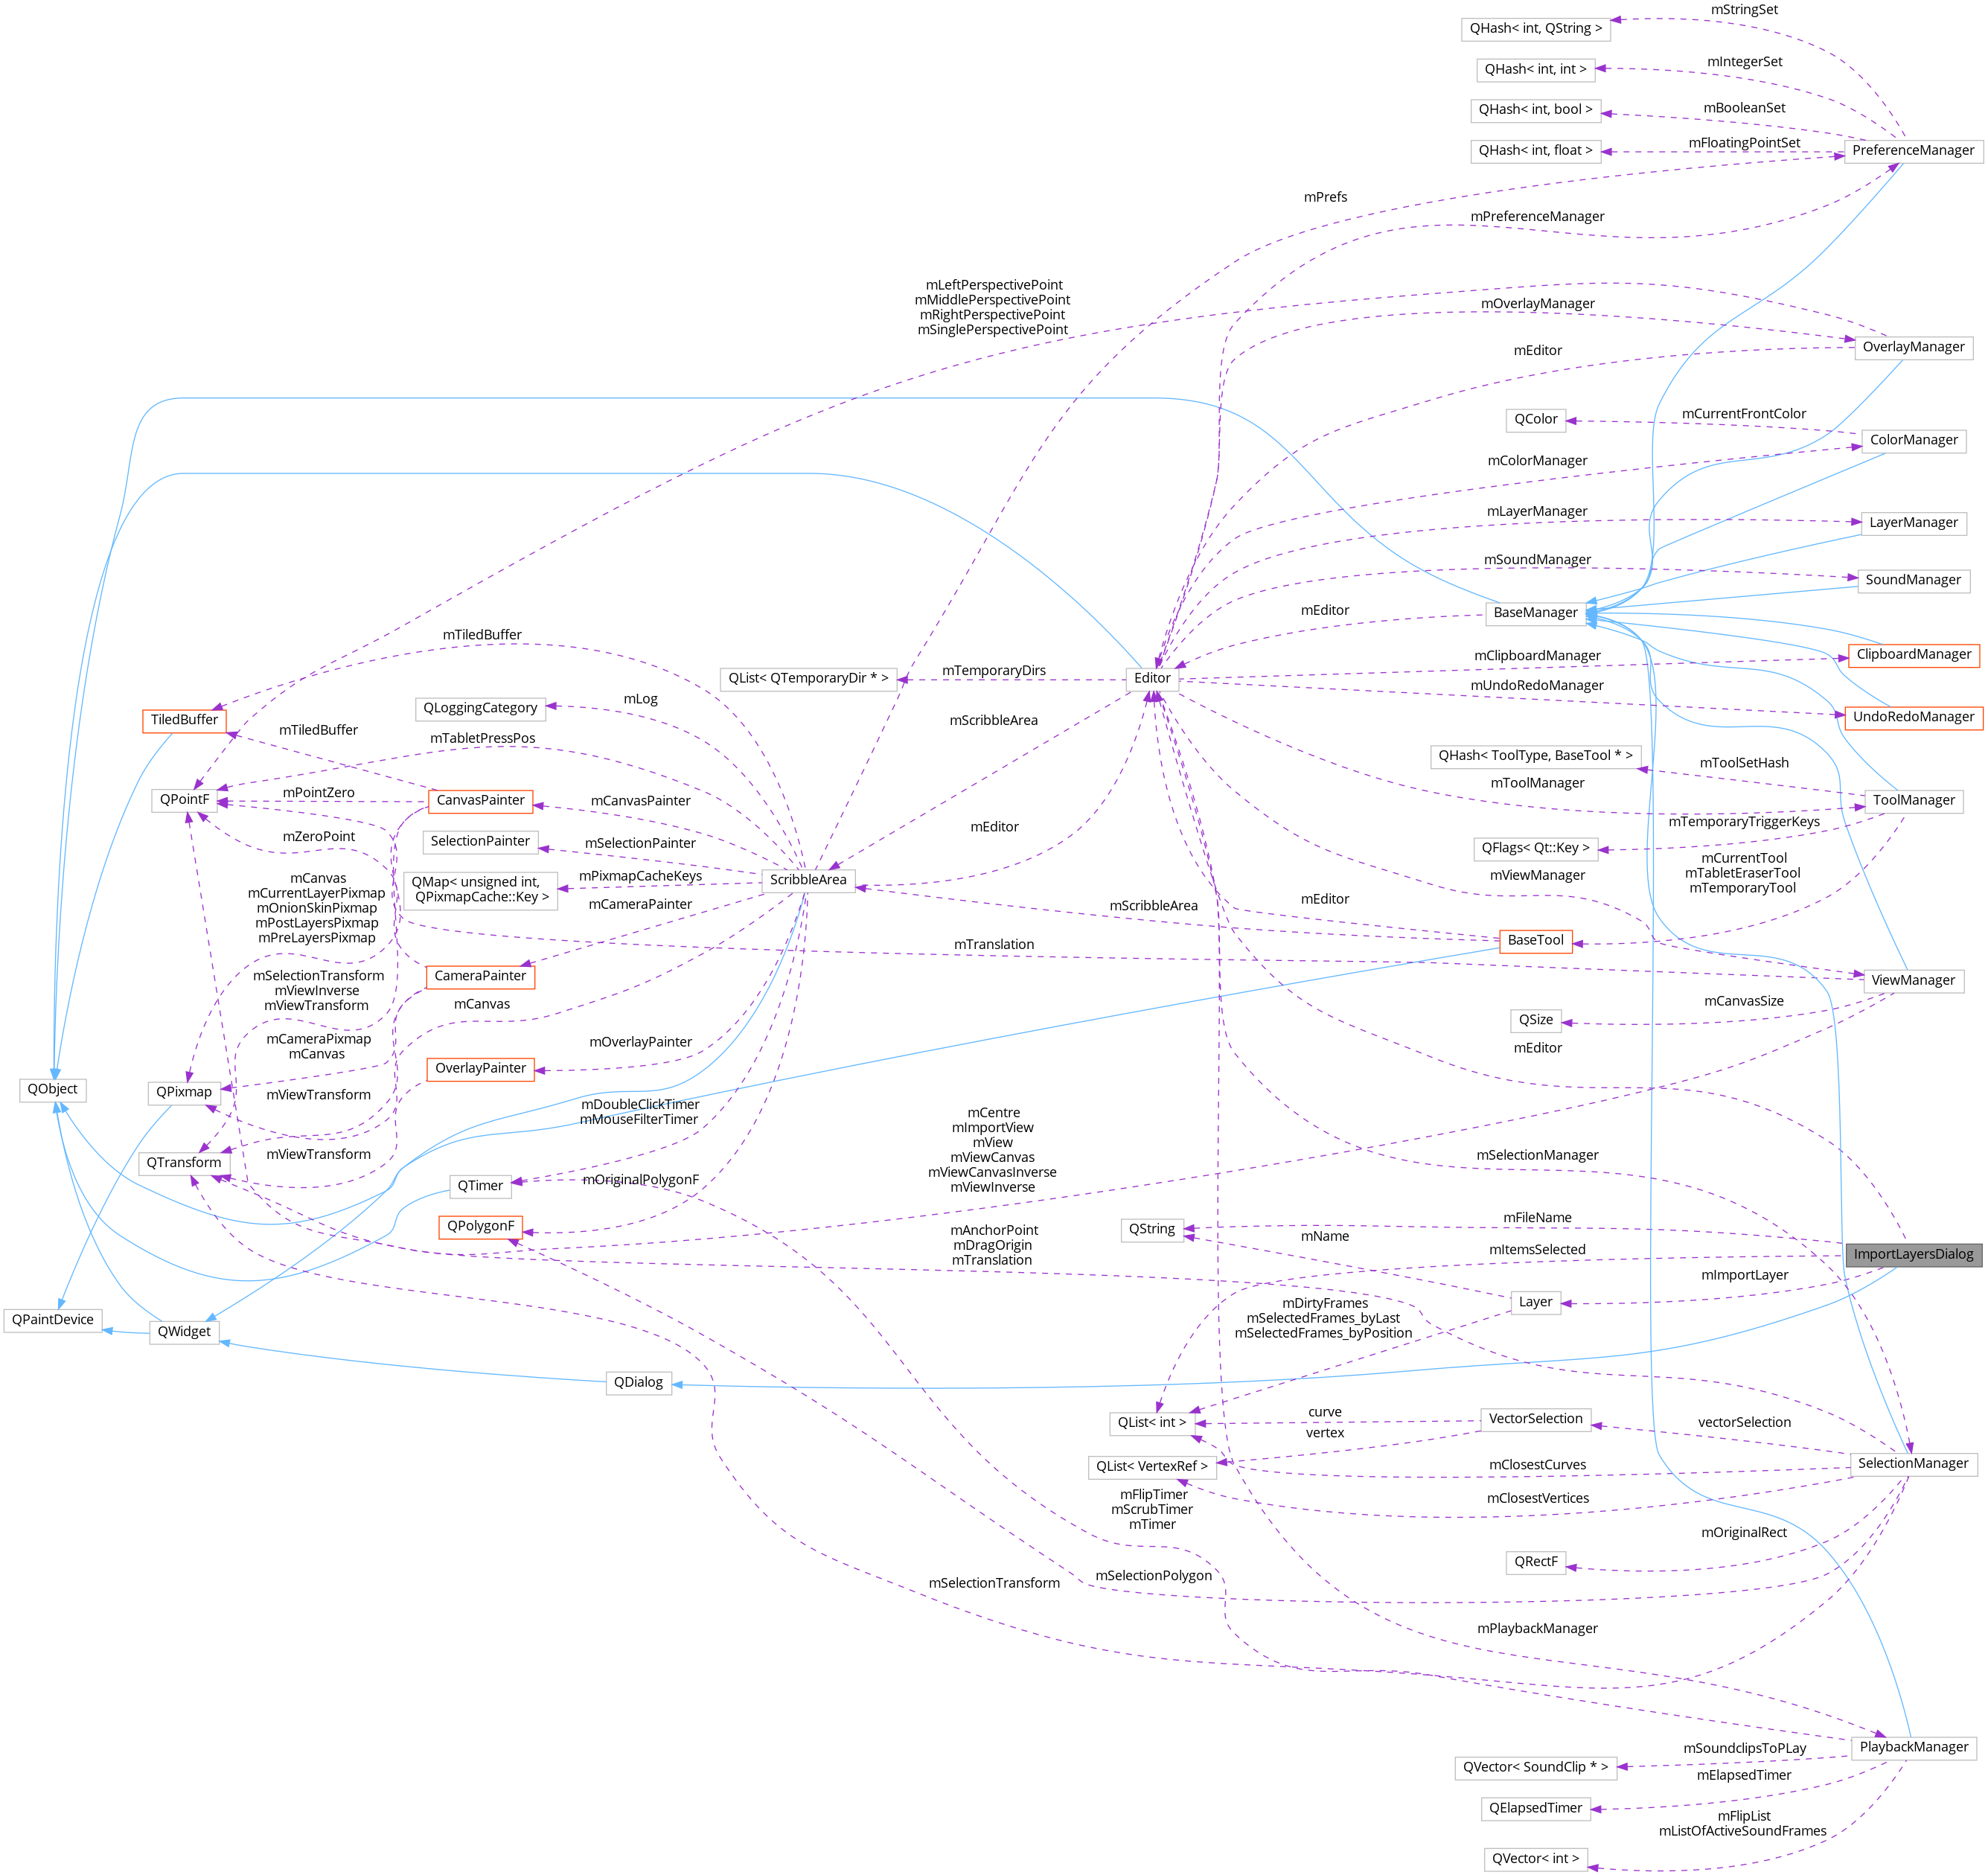 mStringSet
QHash< int, QString >
mIntegerSet
QHash< int, int >
mBooleanSet
QHash< int, bool >
mFloatingPointSet
QHash< int, float >
PreferenceManager
mPrefs
mPreferenceManager
mLeftPerspectivePoint
mMiddlePerspectivePoint
mRightPerspectivePoint
mSinglePerspectivePoint
mOverlayManager
OverlayManager
mEditor
mCurrentFrontColor
QColor
ColorManager
mColorManager
mLayerManager
LayerManager
mSoundManager
SoundManager
mEditor
BaseManager
mTiledBuffer
mClipboardManager
ClipboardManager
mTemporaryDirs
QList< QTemporaryDir * >
Editor
mUndoRedoManager
UndoRedoManager
mLog
QLoggingCategory
TiledBuffer
mTiledBuffer
mTabletPressPos
mScribbleArea
QHash< ToolType, BaseTool * >
mToolSetHash
mToolManager
ToolManager
QPointF
mPointZero
CanvasPainter
mCanvasPainter
mTemporaryTriggerKeys
QFlags< Qt::Key >
mZeroPoint
SelectionPainter
mSelectionPainter
mEditor
mCurrentTool
mTabletEraserTool
mTemporaryTool
mViewManager
QMap< unsigned int,
QPixmapCache::Key >
mPixmapCacheKeys
ScribbleArea
mCanvas
mCurrentLayerPixmap
mOnionSkinPixmap
mPostLayersPixmap
mPreLayersPixmap
mCameraPainter
mScribbleArea
mEditor
BaseTool
mTranslation
mSelectionTransform
mViewInverse
mViewTransform
CameraPainter
ViewManager
mCanvas
mCanvasSize
QSize
mCameraPixmap
mCanvas
mOverlayPainter
mEditor
OverlayPainter
QObject
QPixmap
mViewTransform
mDoubleClickTimer
mMouseFilterTimer
mCentre
mImportView
mView
mViewCanvas
mViewCanvasInverse
mViewInverse
mViewTransform
QTransform
mSelectionManager
QTimer
mOriginalPolygonF
QPolygonF
mAnchorPoint
mDragOrigin
mTranslation
QString
mFileName
mName
mItemsSelected
ImportLayersDialog
mImportLayer
Layer
mDirtyFrames
mSelectedFrames_byLast
mSelectedFrames_byPosition
QPaintDevice
QWidget
QDialog
QList< int >
curve
vertex
VectorSelection
vectorSelection
QList< VertexRef >
mClosestCurves
SelectionManager
mClosestVertices
mFlipTimer
mScrubTimer
mTimer
mOriginalRect
QRectF
mSelectionTransform
mSelectionPolygon
mPlaybackManager
PlaybackManager
mSoundclipsToPLay
QVector< SoundClip * >
mElapsedTimer
QElapsedTimer
mFlipList
mListOfActiveSoundFrames
QVector< int >